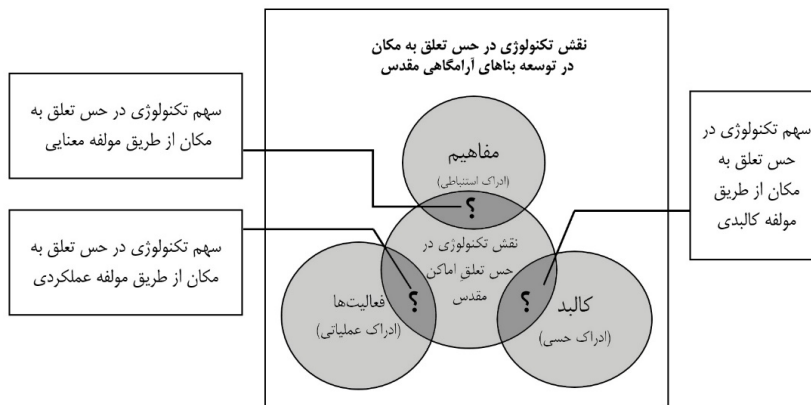 نقش تکنولوژی در حس تعلق به مکان
در توسعه بناهای آرامگاهی مقدس
سهم تکنولوژی در
حس تعلق به
مکان از طریق
مولفه کالبدی
سهم تکنولوژی در حس تعلق به
مکان از طریق مولفه معنایی
سهم تکنولوژی در حس تعلق به
مکان از طریق مولفه عملکردی
مفاهیم
(ادراک استنباطی)
؟
نقش تکنولوژی در
حس تعلق اماکن
مقدس
کالبد
(ادراک حسی)
؟
فعالیت‌ها
(ادراک عملیاتی)
؟